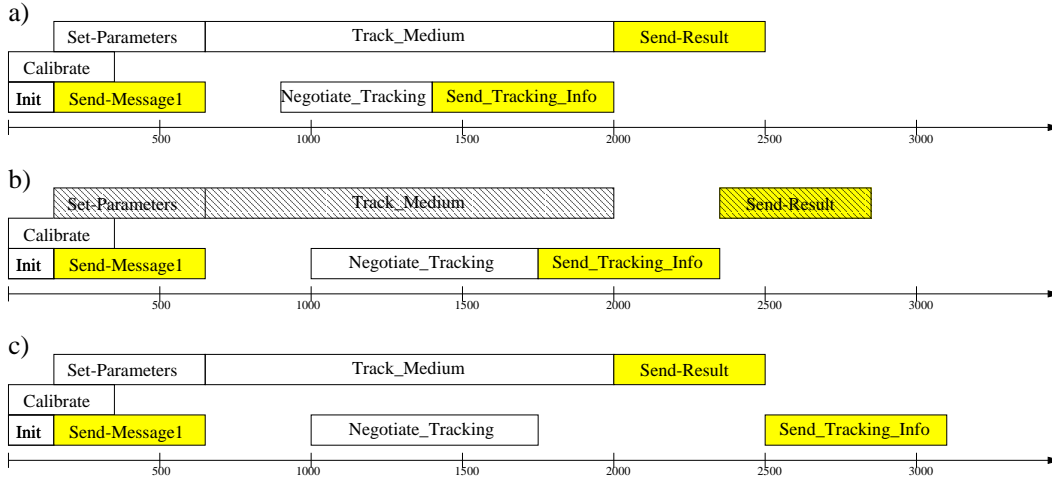 a)
Set-Parameters Track_Medium Send-Result
Calibrate
Init Send-Message1 Negotiate_Tracking Send_Tracking_Info
500 1000 1500 2000 2500 3000
b)
Set-Parameters Track_Medium Send-Result
Calibrate
Init Send-Message1 Negotiate_Tracking Send_Tracking_Info
500 1000 1500 2000 2500 3000
c)
Set-Parameters Track_Medium Send-Result
Calibrate
Init Send-Message1 Negotiate_Tracking Send_Tracking_Info
500 1000 1500 2000 2500 3000